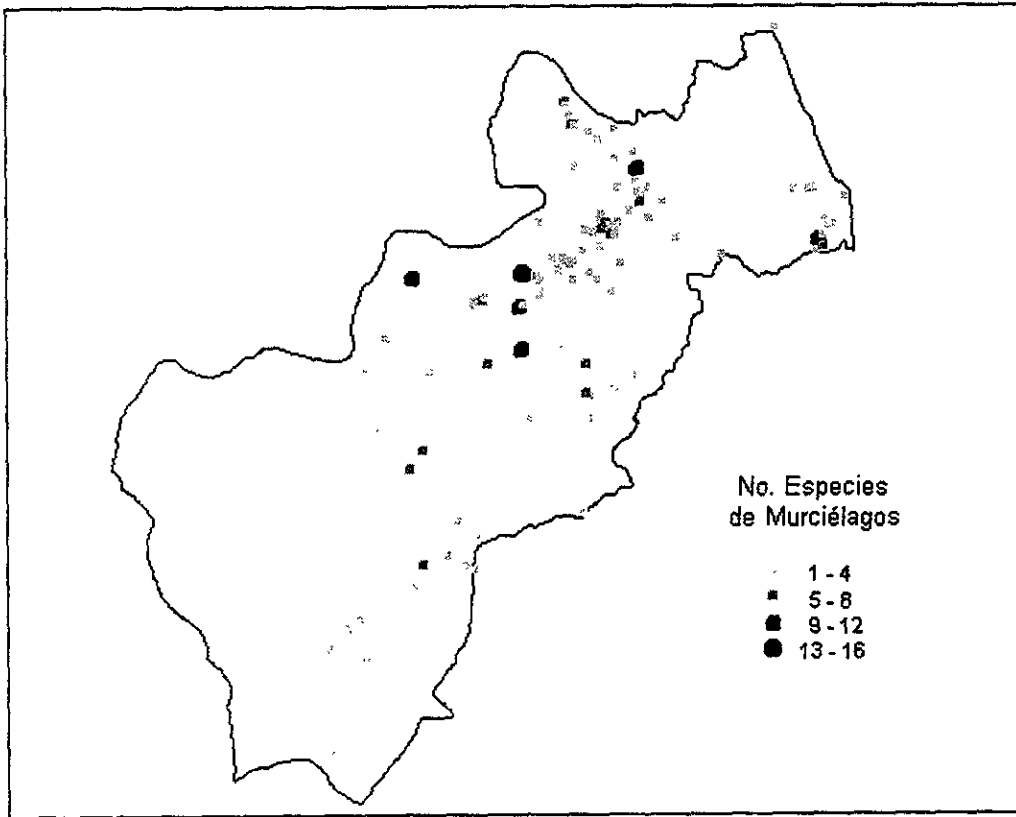 No. Especies
de Murciélagos
1 - 4
5 - 8
9 - 12
13 - 16